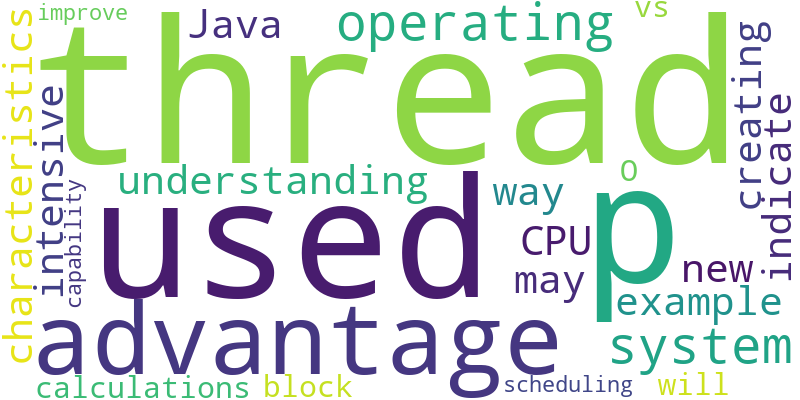 improve
Java
operating
vs
thread
characteristics
intensive
capability
understanding
used
way
o
p
CPU
may
new
creating
indicate
example
advantage
system
calculations
block
scheduling
will